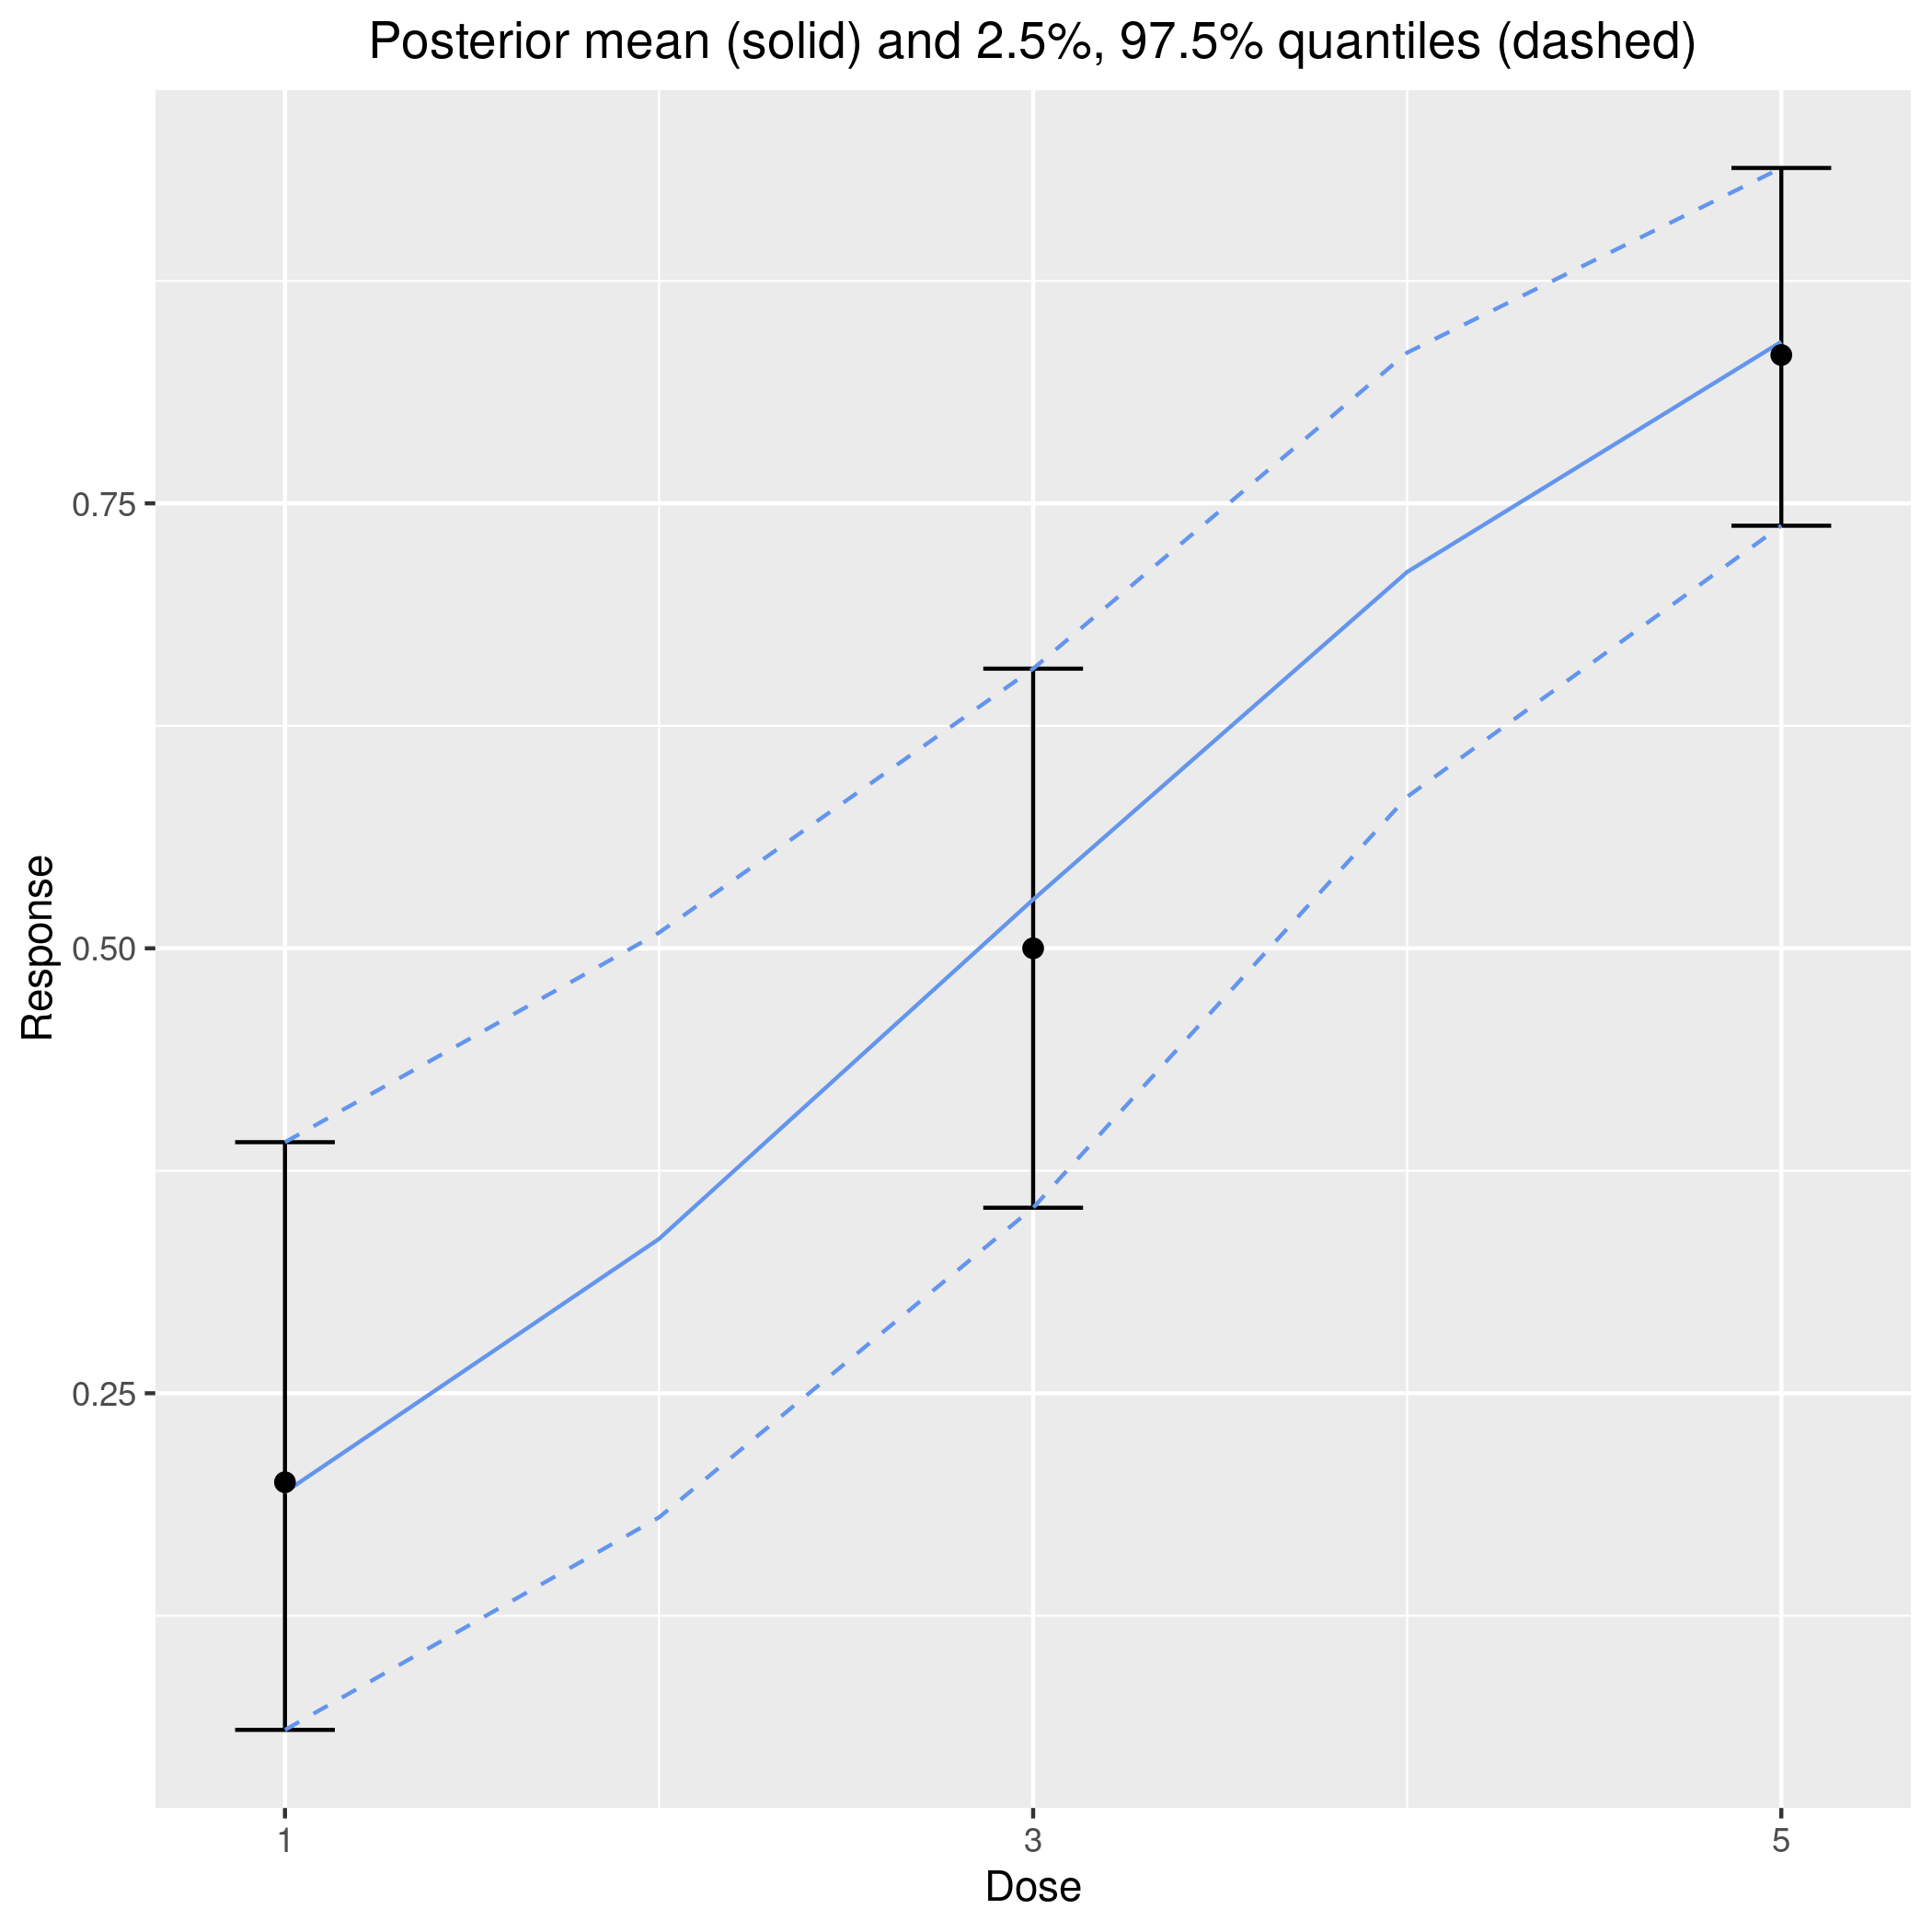 Posterior mean (solid) and 2.5%, 97.5% quantiles (dashed)
0.75
0.50
0.25
Response
1
3
5
Dose